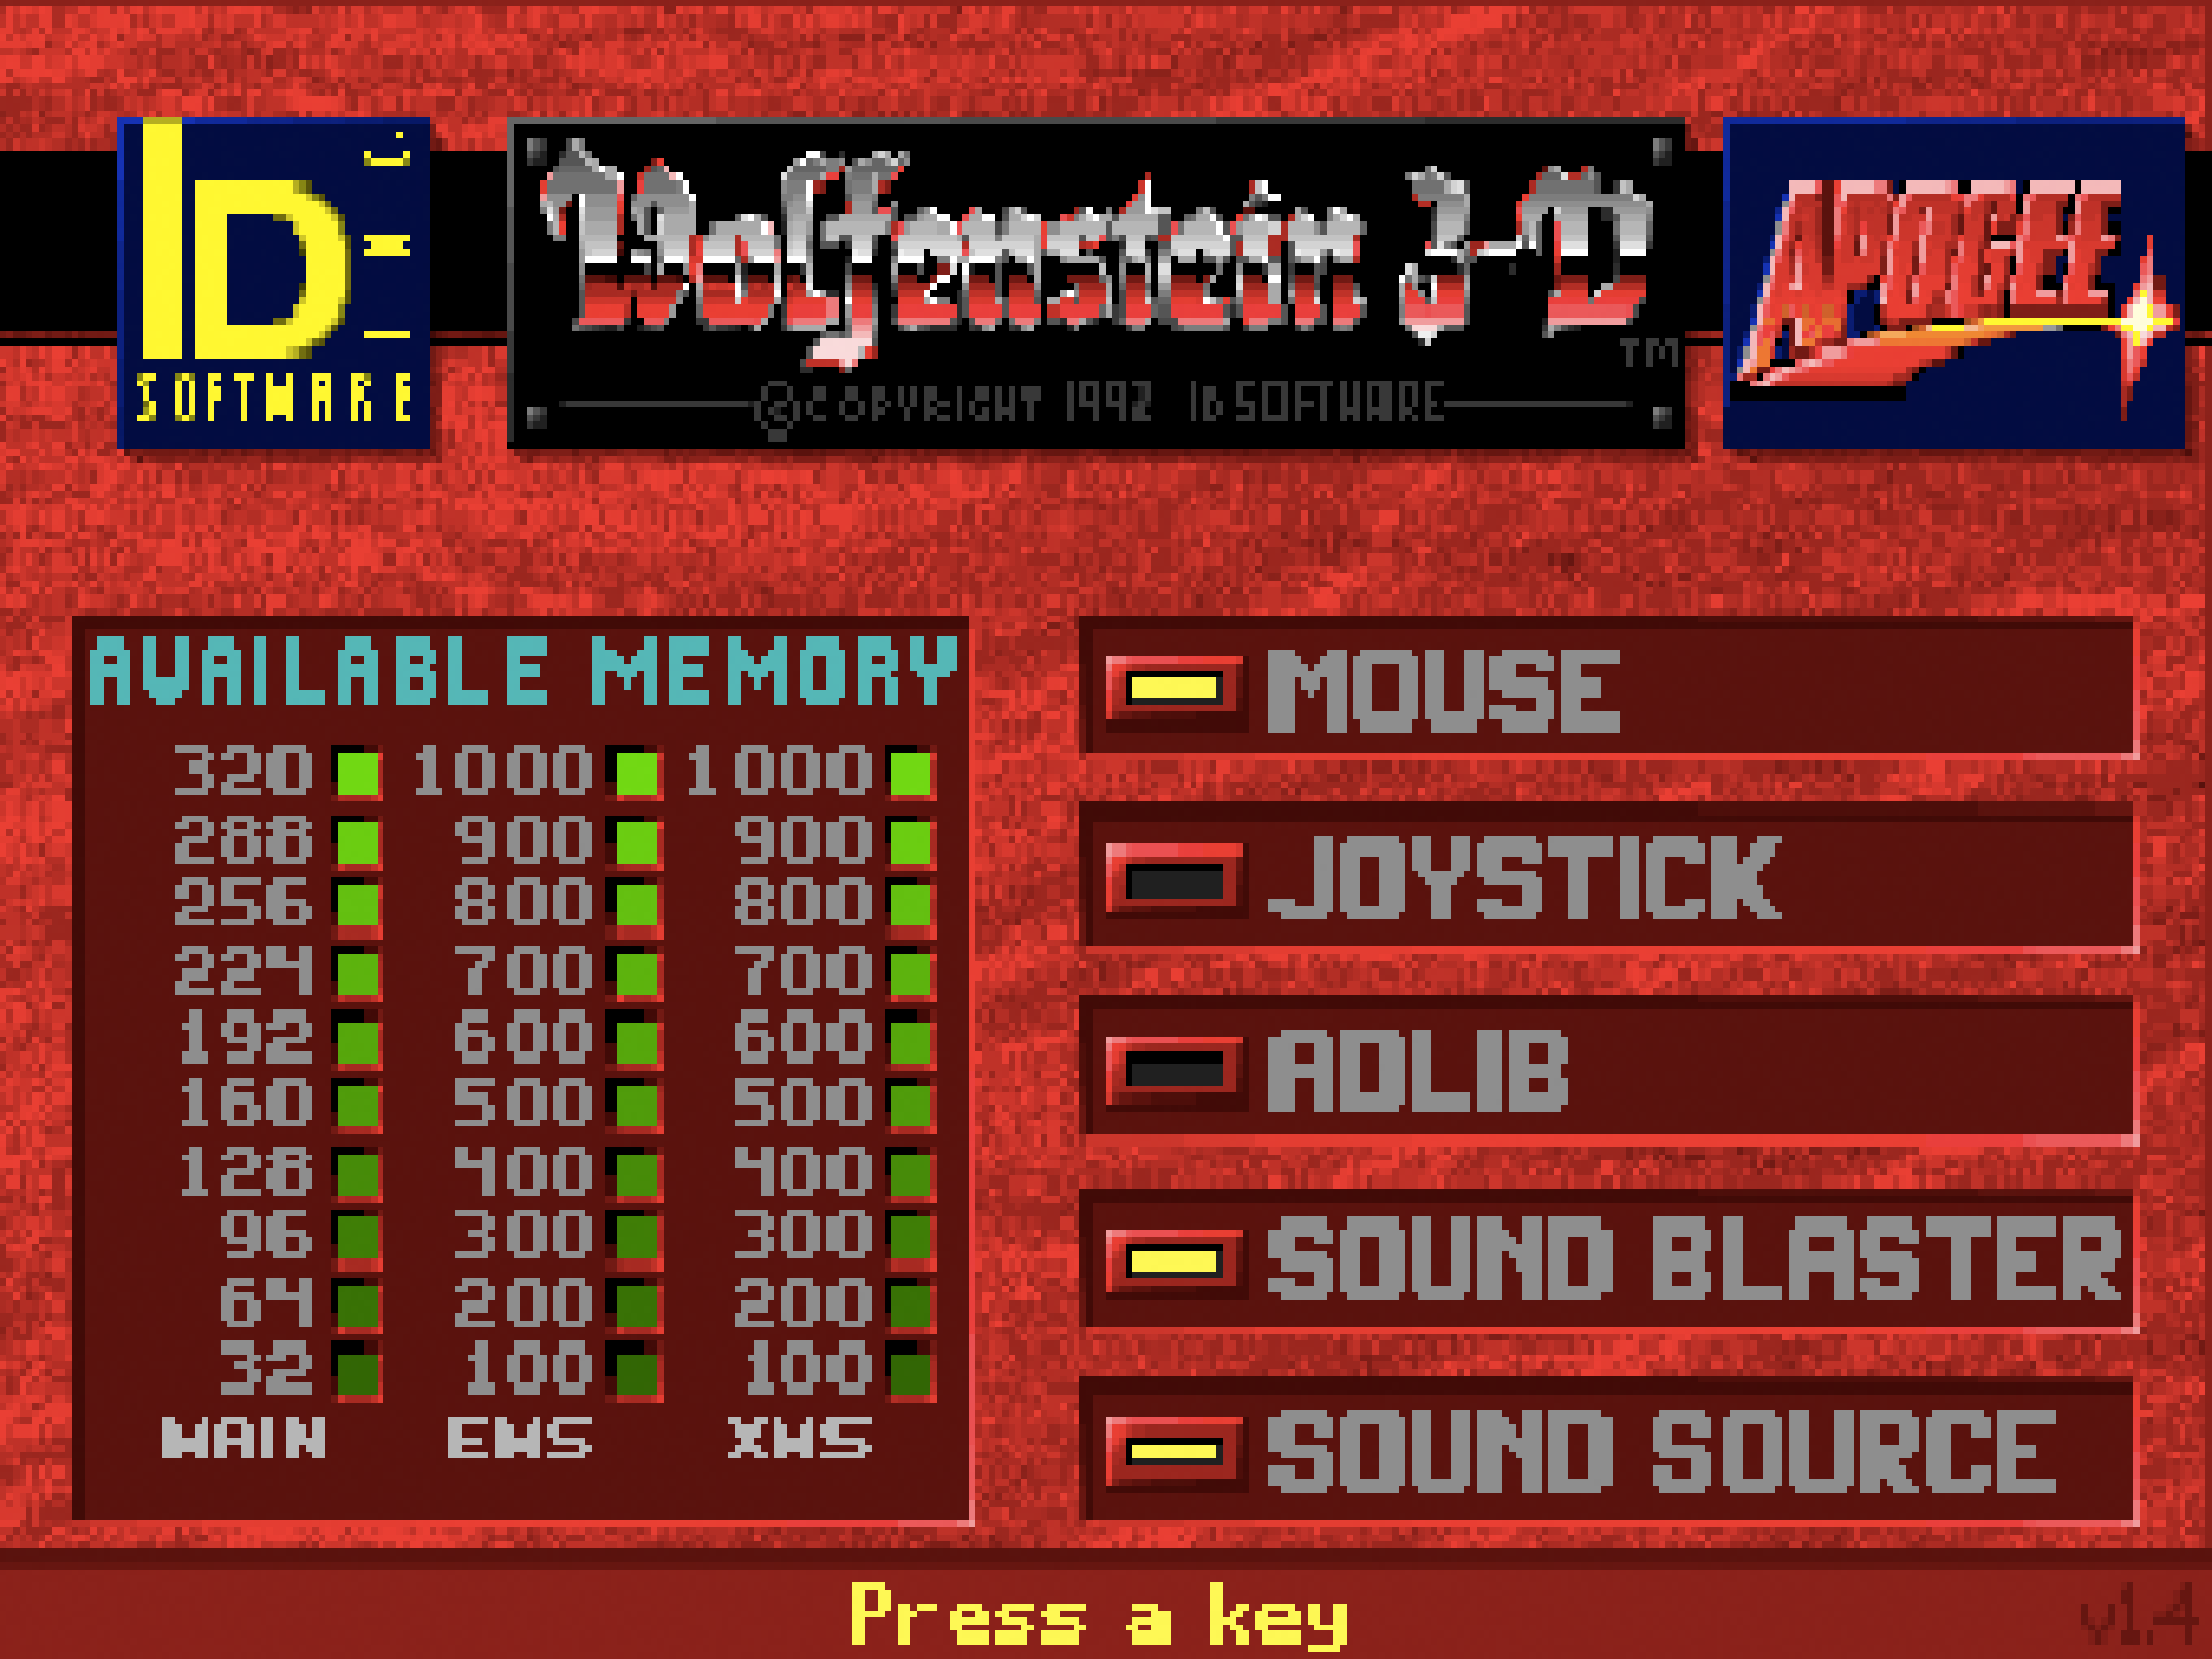 ID
INC.
SOFTWARE
Wolfenstein 3-D
TM
©COPYRIGHT 1992 ID SOFTWARE
APOGEE
AVAILABLE MEMORY
320 1000 1000
288 900 900
256 800 800
224 700 700
192 600 600
160 500 500
128 400 400
96 300 300
64 200 200
32 100 100
MAIN EMS XMS
MOUSE
JOYSTICK
ADLIB
SOUND BLASTER
SOUND SOURCE
Press a key
v1.4